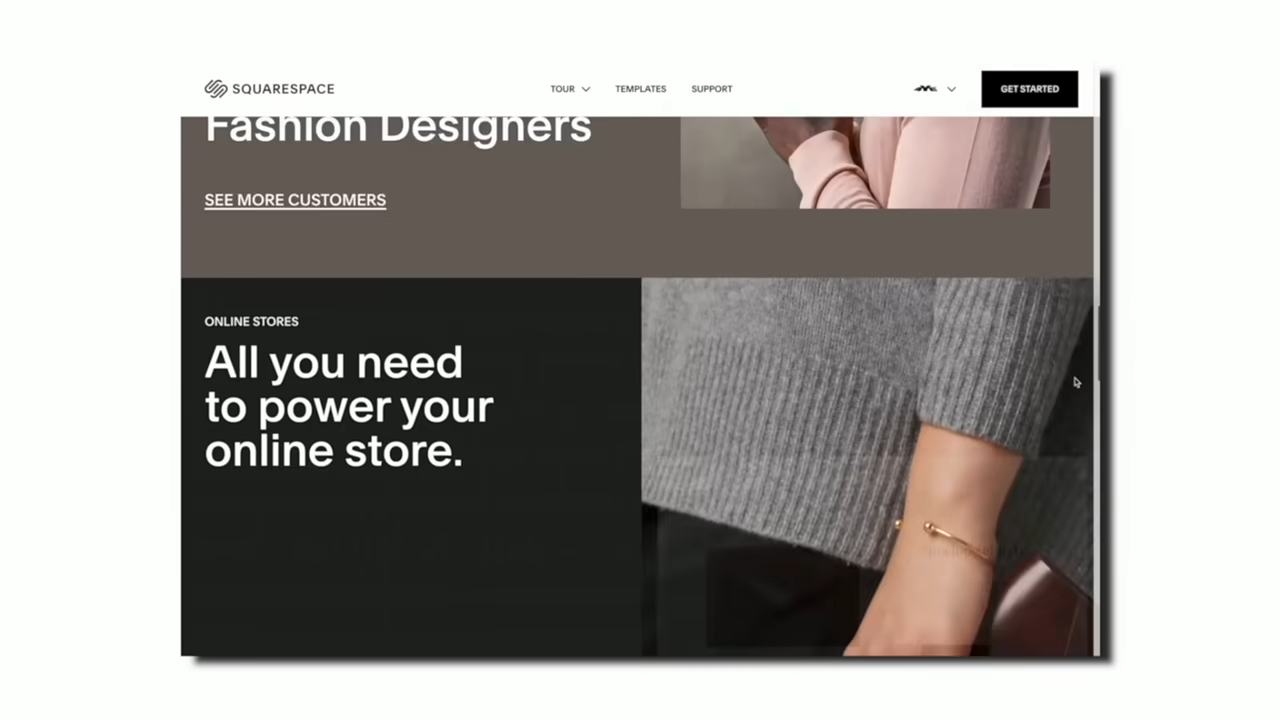 SQUARESPACE
TOUR
TEMPLATES
SUPPORT
GET STARTED
Fashion Designers
SEE MORE CUSTOMERS
ONLINE STORES
All you need
to power your
online store.